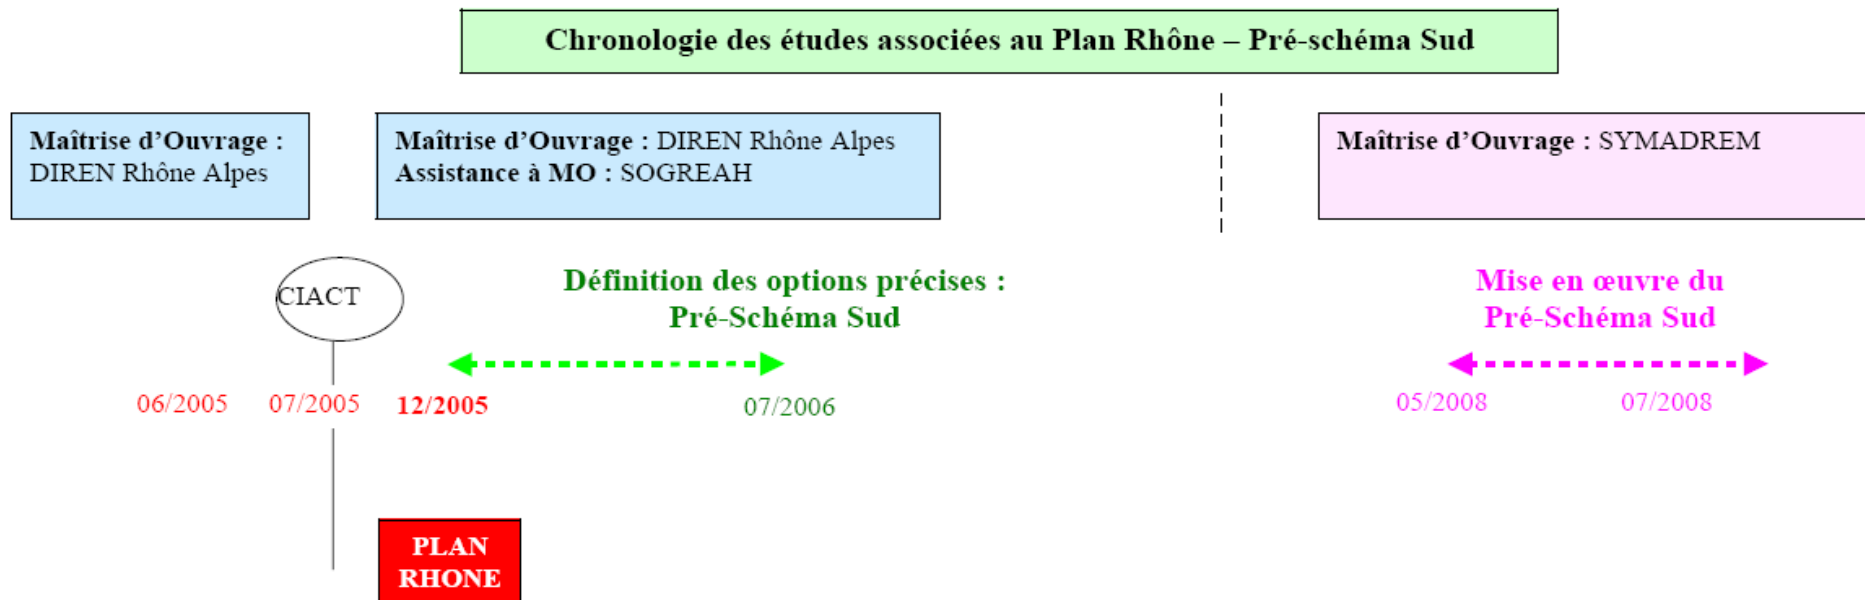 Chronologie des études associées au Plan Rhône – Pré-schéma Sud
Maîtrise d'Ouvrage :
DIREN Rhône Alpes
Maîtrise d'Ouvrage : DIREN Rhône Alpes
Assistance à MO : SOGREAH
Maîtrise d'Ouvrage : SYMADREM
CIACT
Définition des options précises :
Pré-Schéma Sud
Mise en œuvre du
Pré-Schéma Sud
06/2005
07/2005
12/2005
07/2006
05/2008
07/2008
PLAN
RHONE